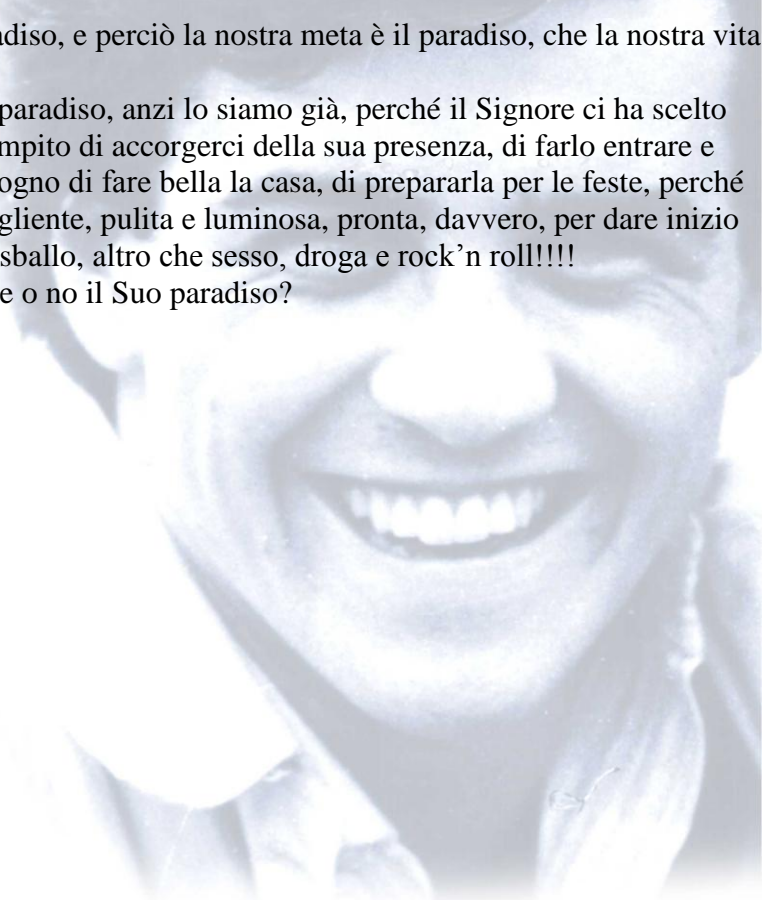 adiso, e perciò la nostra meta è il paradiso, che la nostra vita
paradiso, anzi lo siamo già, perché il Signore ci ha scelto
mpito di accorgerci della sua presenza, di farlo entrare e
ogno di fare bella la casa, di prepararla per le feste, perché
gliente, pulita e luminosa, pronta, davvero, per dare inizio
sballo, altro che sesso, droga e rock’n roll!!!!
e o no il Suo paradiso?